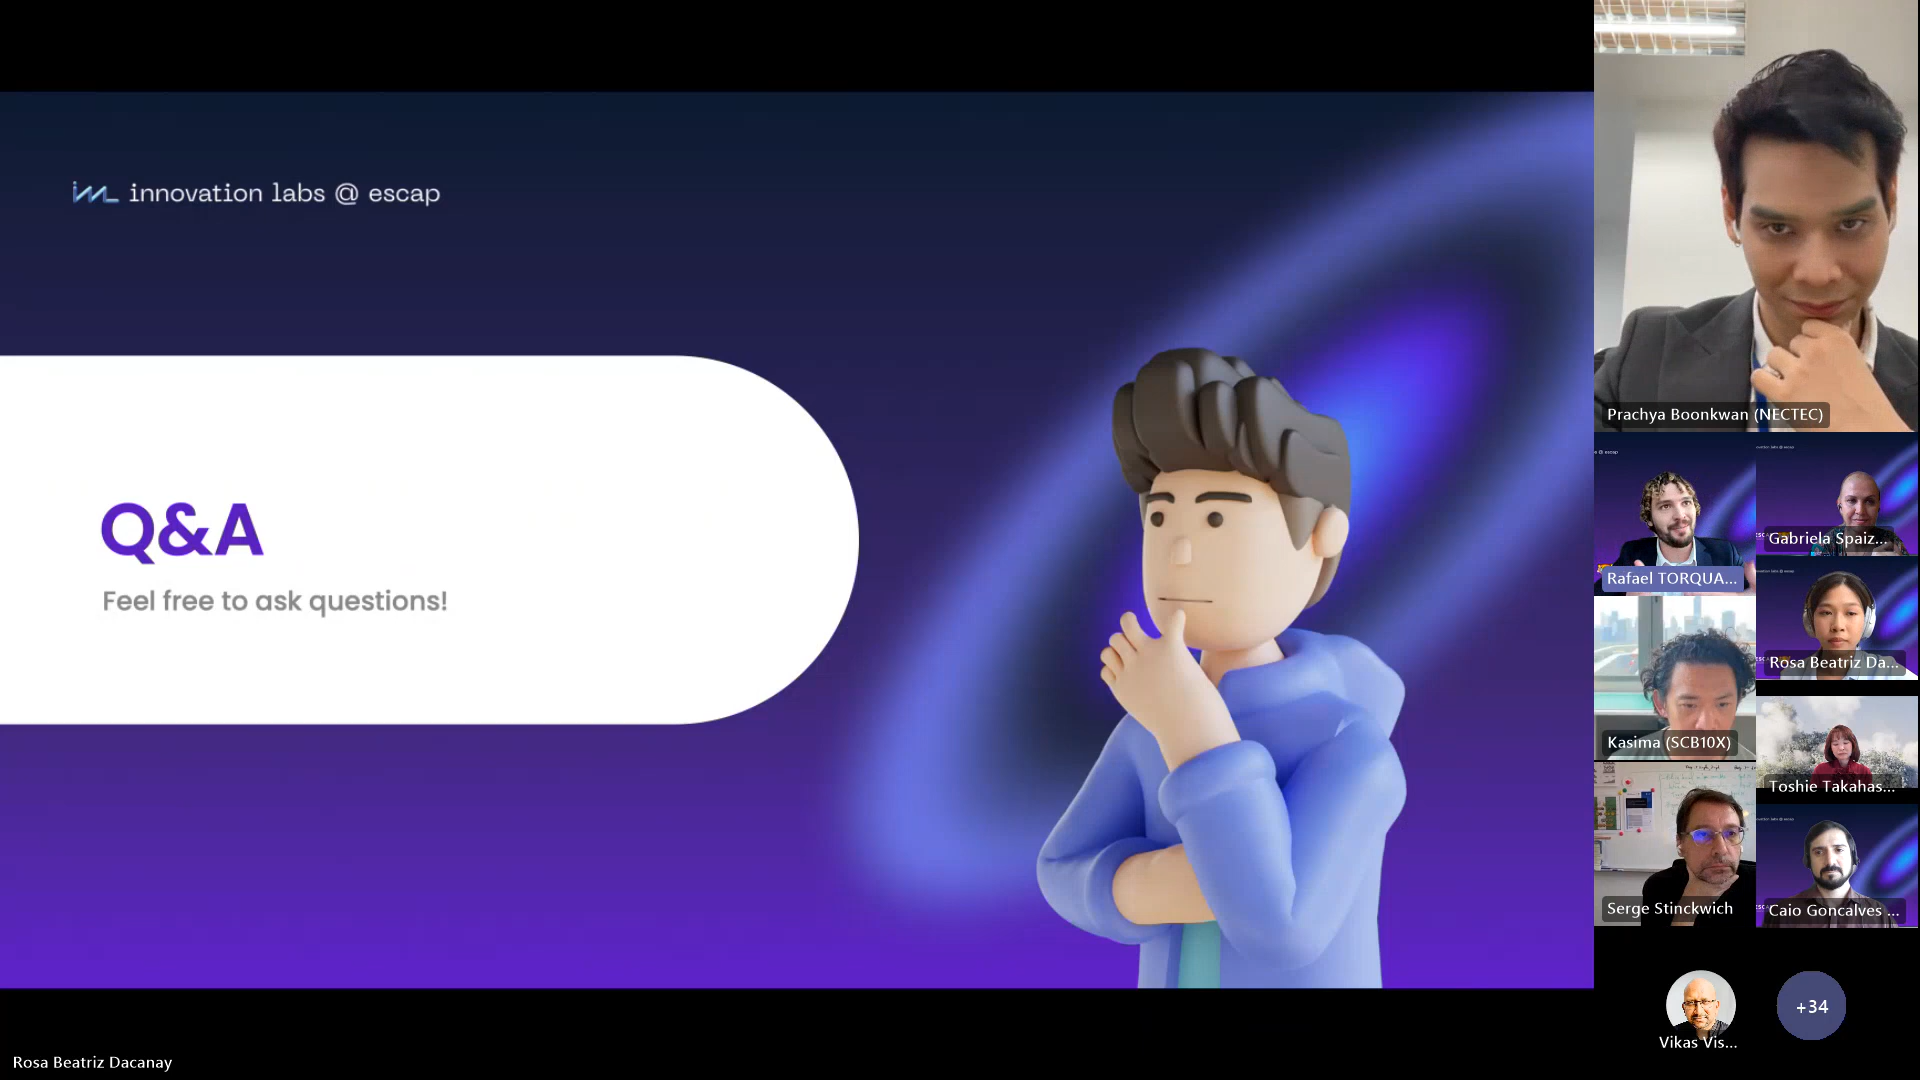 innovation labs @ escap
Q&A
Feel free to ask questions!
Rosa Beatriz Dacanay
Prachya Boonkwan (NECTEC)
Rafael TORQUA...
Gabriela Spaiz...
Rosa Beatriz Da...
Kasima (SCB10X)
Toshie Takahas...
Serge Stinckwich
Caio Goncalves ...
Vikas Vis...
+34